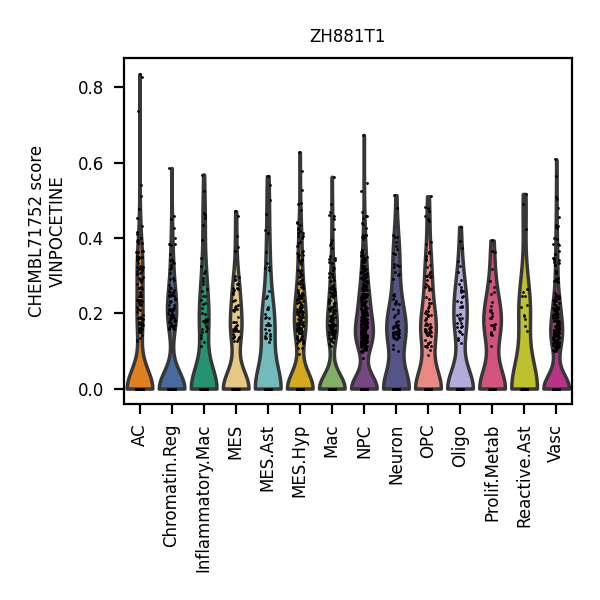 ZH881T1
CHEMBL71752 score
VINPOCETINE
0.8
0.6
0.4
0.2
0.0
AC
Chromatin.Reg
Inflammatory.Mac
MES
MES.Ast
MES.Hyp
Mac
NPC
Neuron
OPC
Oligo
Prolif.Metab
Reactive.Ast
Vasc